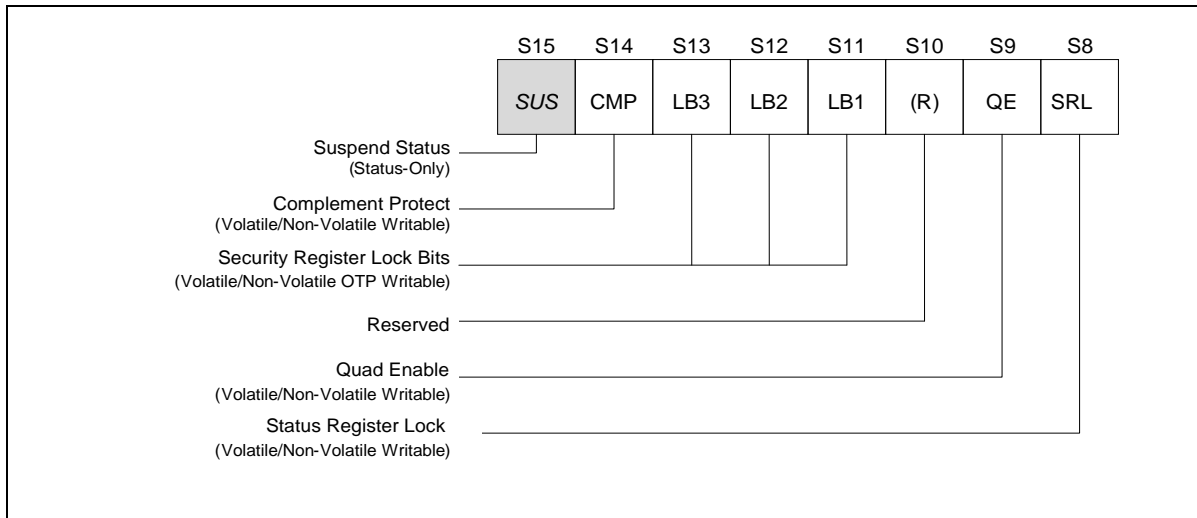 S15 S14 S13 S12 S11 S10 S9 S8
SUS CMP LB3 LB2 LB1 (R) QE SRL
Suspend Status
(Status-Only)
Complement Protect
(Volatile/Non-Volatile Writable)
Security Register Lock Bits
(Volatile/Non-Volatile OTP Writable)
Reserved
Quad Enable
(Volatile/Non-Volatile Writable)
Status Register Lock
(Volatile/Non-Volatile Writable)